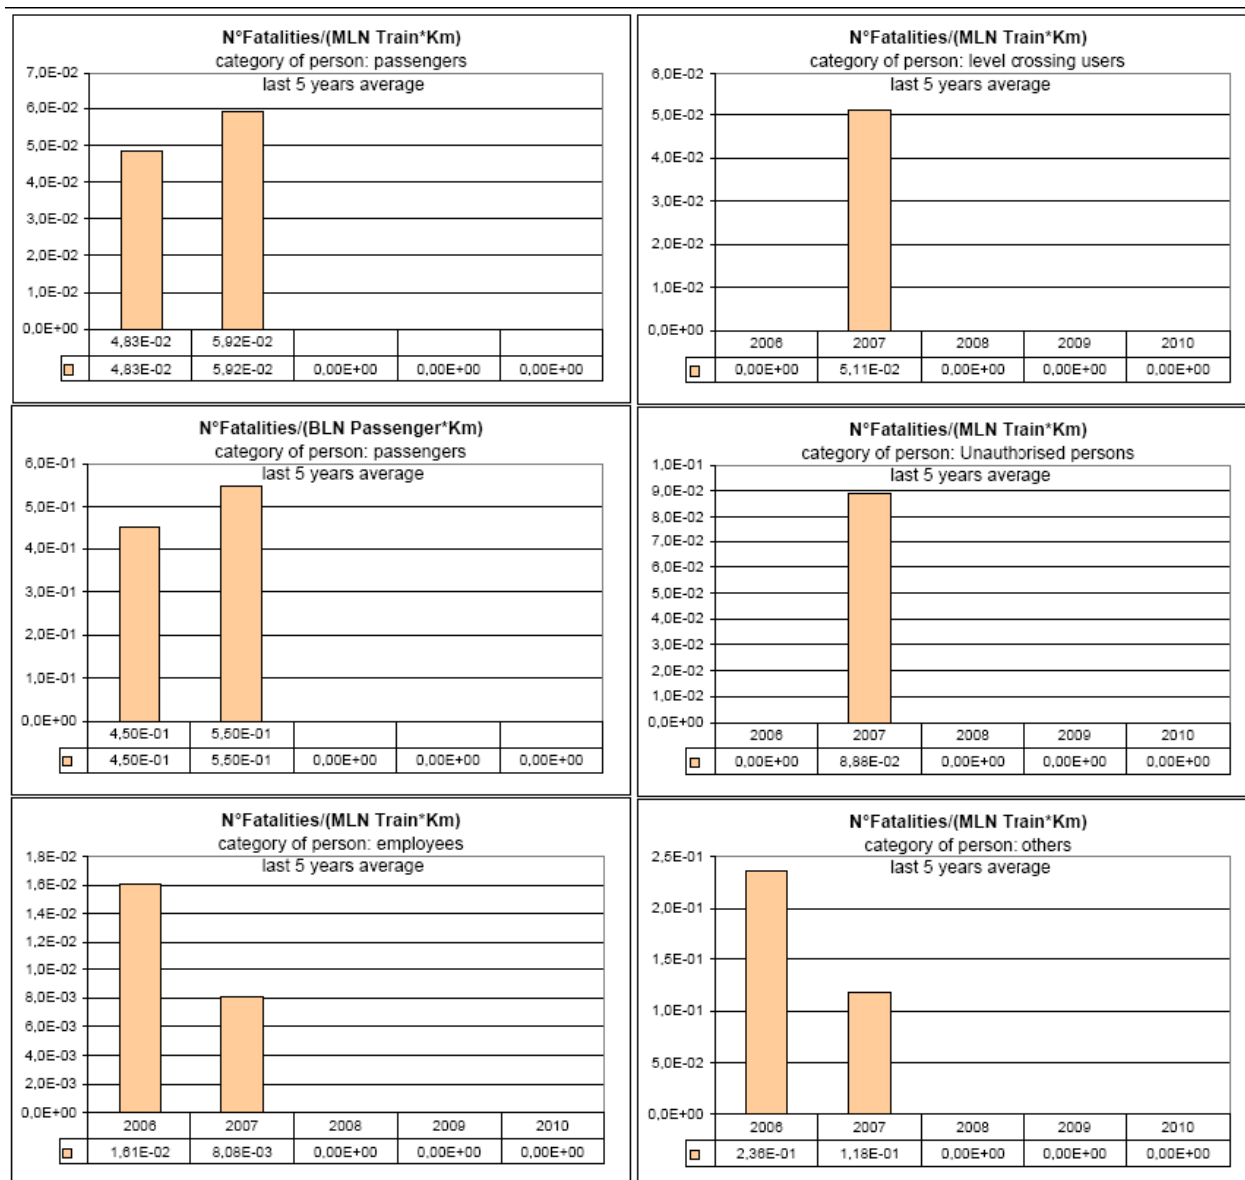 N°Fatalities/(MLN Train*Km)
category of person: passengers
last 5 years average
7,0E-02
6,0E-02
5,0E-02
4,0E-02
3,0E-02
2,0E-02
1,0E-02
0,0E+00
4,83E-02 5,92E-02
4,83E-02 5,92E-02 0,00E+00 0,00E+00 0,00E+00
N°Fatalities/(MLN Train*Km)
category of person: level crossing users
last 5 years average
6,0E-02
5,0E-02
4,0E-02
3,0E-02
2,0E-02
1,0E-02
0,0E+00
2006 2007 2008 2009 2010
0,00E+00 5,11E-02 0,00E+00 0,00E+00 0,00E+00
N°Fatalities/(BLN Passenger*Km)
category of person: passengers
last 5 years average
6,0E-01
5,0E-01
4,0E-01
3,0E-01
2,0E-01
1,0E-01
0,0E+00
4,50E-01 5,50E-01
4,50E-01 5,50E-01 0,00E+00 0,00E+00 0,00E+00
N°Fatalities/(MLN Train*Km)
category of person: Unauthorised persons
last 5 years average
1,0E-01
9,0E-02
8,0E-02
7,0E-02
6,0E-02
5,0E-02
4,0E-02
3,0E-02
2,0E-02
1,0E-02
0,0E+00
2006 2007 2008 2009 2010
0,00E+00 8,88E-02 0,00E+00 0,00E+00 0,00E+00
N°Fatalities/(MLN Train*Km)
category of person: employees
last 5 years average
1,8E-02
1,6E-02
1,4E-02
1,2E-02
1,0E-02
8,0E-03
6,0E-03
4,0E-03
2,0E-03
0,0E+00
2006 2007 2008 2009 2010
1,61E-02 8,08E-03 0,00E+00 0,00E+00 0,00E+00
N°Fatalities/(MLN Train*Km)
category of person: others
last 5 years average
2,5E-01
2,0E-01
1,5E-01
1,0E-01
5,0E-02
0,0E+00
2006 2007 2008 2009 2010
2,36E-01 1,18E-01 0,00E+00 0,00E+00 0,00E+00